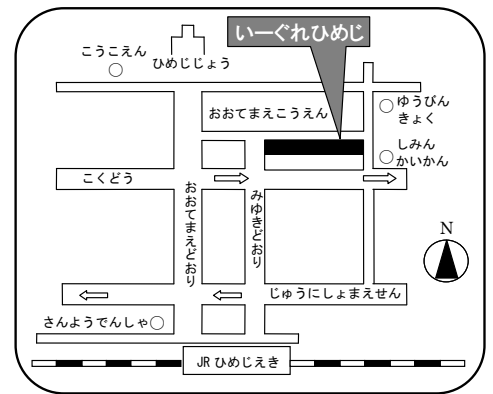 いーぐれひめじ
こうこえん
ひめじじょう
おおてまえこうえん
ゆうびん
きょく
しみん
かいかん
こくどう
おおてまえどおり
みゆきどおり
N
じゅうにしょまえせん
さんようでんしゃ
JR ひめじえき